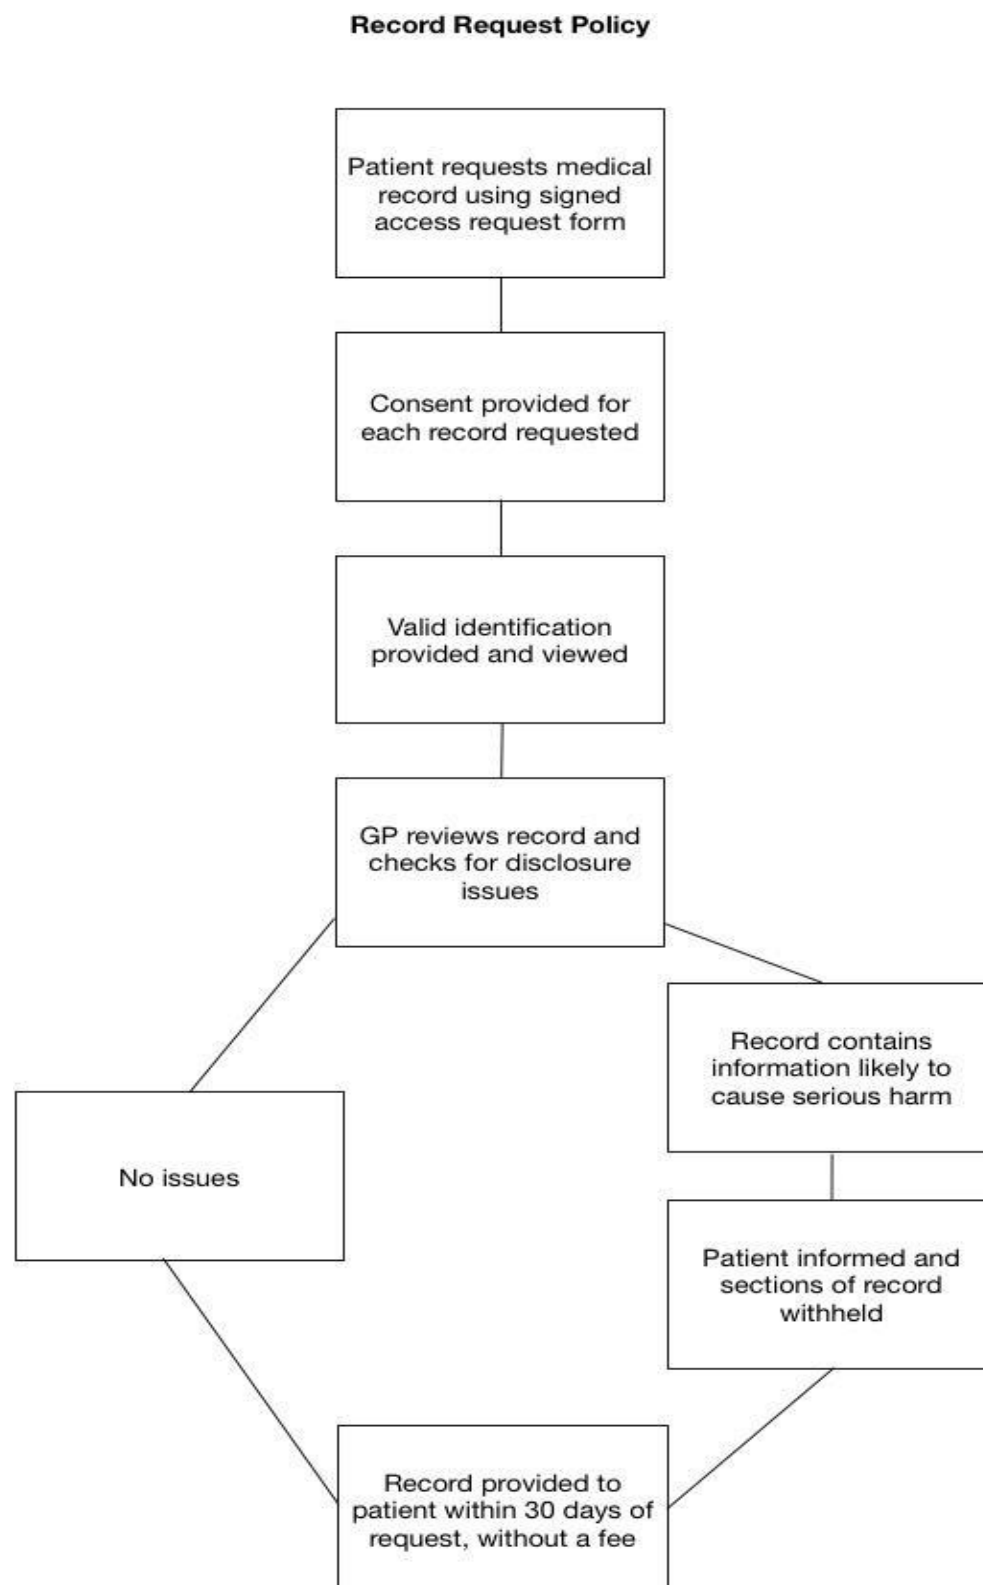 Record Request Policy
Patient requests medical
record using signed
access request form
Consent provided for
each record requested
Valid identification
provided and viewed
GP reviews record and
checks for disclosure
issues
Record contains
information likely to
cause serious harm
No issues
Patient informed and
sections of record
withheld
Record provided to
patient within 30 days of
request, without a fee